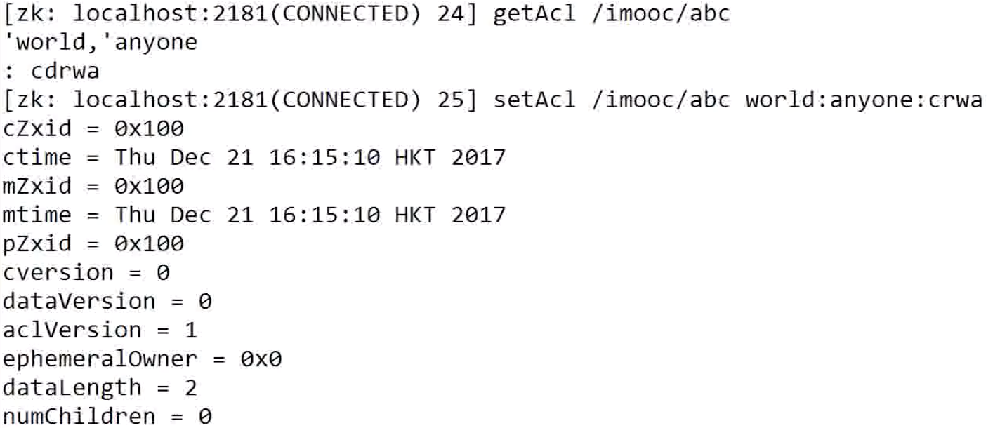 [zk: localhost:2181(CONNECTED) 24] getAcl /imooc/abc
'world,'anyone
: cdrwa
[zk: localhost:2181(CONNECTED) 25] setAcl /imooc/abc world:anyone:crwa
cZxid = 0x100
ctime = Thu Dec 21 16:15:10 HKT 2017
mZxid = 0x100
mtime = Thu Dec 21 16:15:10 HKT 2017
pZxid = 0x100
cversion = 0
dataVersion = 0
aclVersion = 1
ephemeralOwner = 0x0
dataLength = 2
numChildren = 0